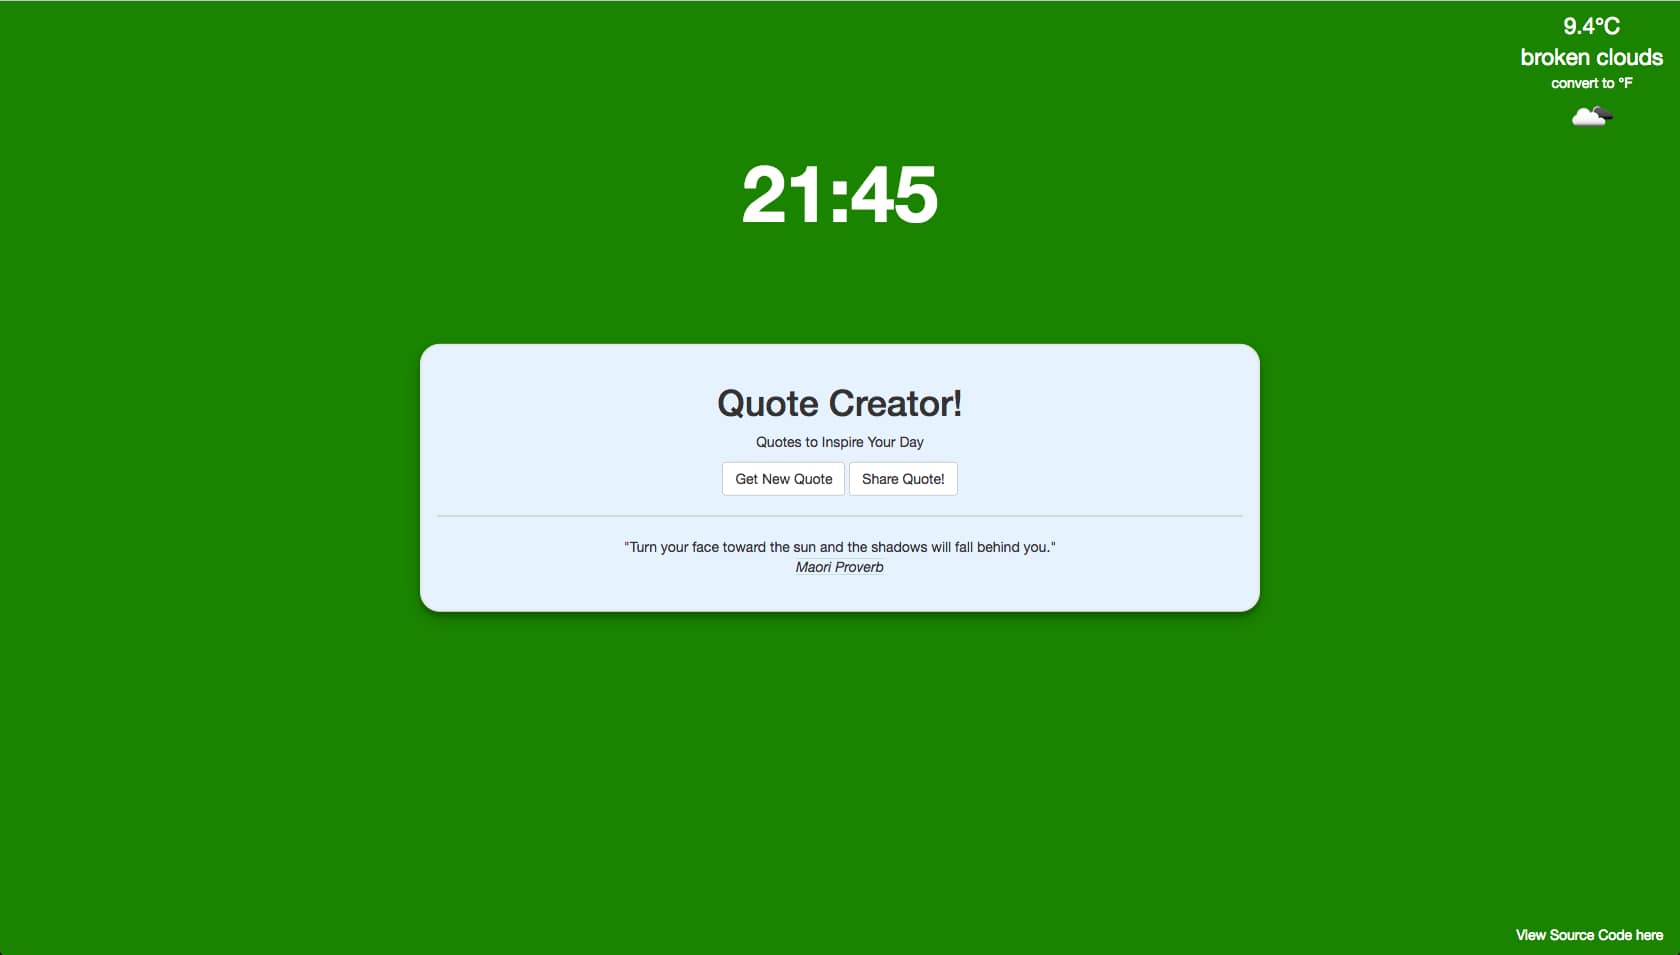 9.4°C
broken clouds
convert to °F
21:45
Quote Creator!
Quotes to Inspire Your Day
Get New Quote Share Quote!
"Turn your face toward the sun and the shadows will fall behind you."
Maori Proverb
View Source Code here